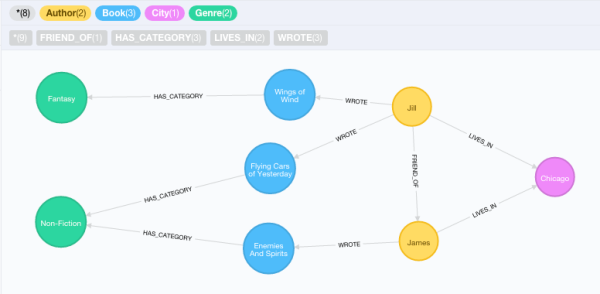 *(8) Author(2) Book(3) City(1) Genre(2)
*(9) FRIEND_OF(1) HAS_CATEGORY(3) LIVES_IN(2) WROTE(3)
Fantasy
HAS_CATEGORY
Wings of
Wind
WROTE
Jill
WROTE
LIVES_IN
Flying Cars
of Yesterday
HAS_CATEGORY
FRIEND_OF
Chicago
LIVES_IN
Non-Fiction
HAS_CATEGORY
Enemies
And Spirits
WROTE
James